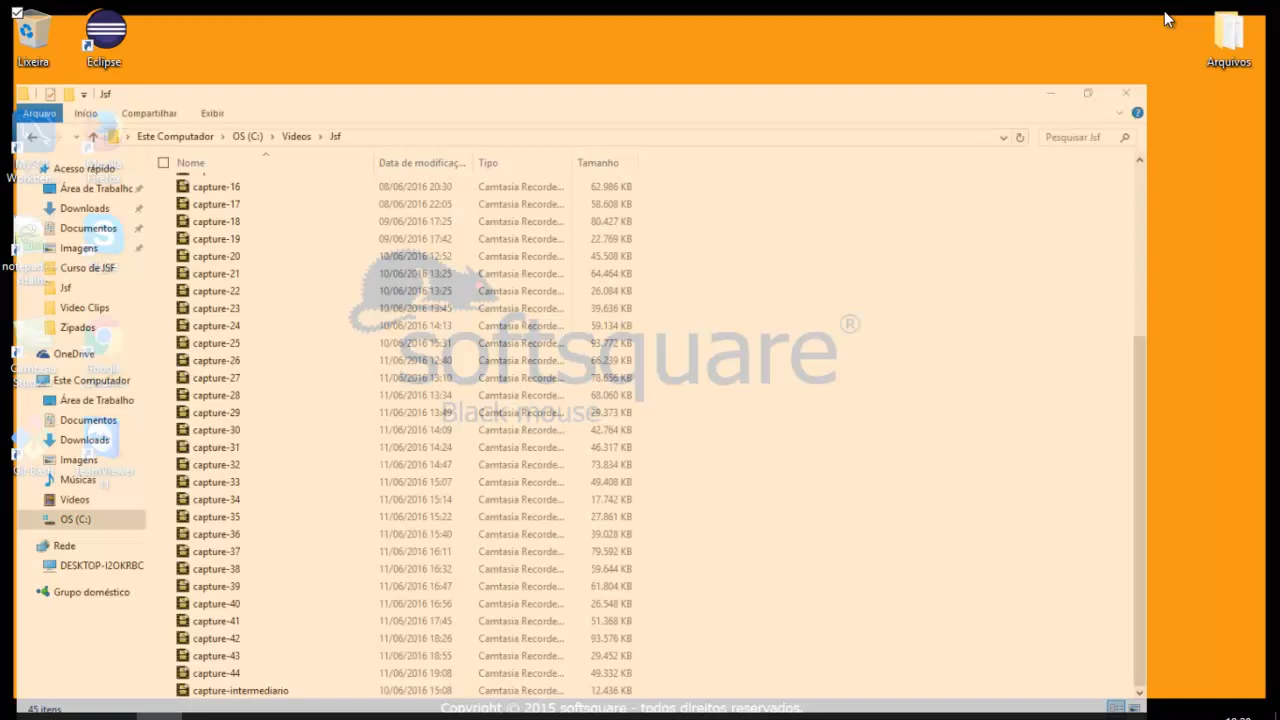 Lixeira
Eclipse
Arquivos
Jsf
Arquivo Início Compartilhar Exibir
Este Computador OS (C:) Vídeos Jsf
Pesquisar Jsf
Nome Data de modificaç... Tipo Tamanho
Acesso rápido
Área de Trabalho
Downloads
Documentos
Imagens
Curso de JSF
Jsf
Video Clips
Zipados
OneDrive
Este Computador
Área de Trabalho
Documentos
Downloads
Imagens
Músicas
Vídeos
OS (C:)
Rede
DESKTOP-I2OKRBC
Grupo doméstico
capture-16 08/06/2016 20:30 Camtasia Recorde... 62.986 KB
capture-17 08/06/2016 22:05 Camtasia Recorde... 58.608 KB
capture-18 09/06/2016 17:25 Camtasia Recorde... 80.427 KB
capture-19 09/06/2016 17:42 Camtasia Recorde... 22.769 KB
capture-20 10/06/2016 12:52 Camtasia Recorde... 45.508 KB
capture-21 10/06/2016 13:25 Camtasia Recorde... 64.464 KB
capture-22 10/06/2016 13:25 Camtasia Recorde... 26.084 KB
capture-23 10/06/2016 13:45 Camtasia Recorde... 39.636 KB
capture-24 10/06/2016 14:13 Camtasia Recorde... 59.134 KB
capture-25 10/06/2016 15:31 Camtasia Recorde... 93.772 KB
capture-26 11/06/2016 12:40 Camtasia Recorde... 66.239 KB
capture-27 11/06/2016 13:10 Camtasia Recorde... 78.656 KB
capture-28 11/06/2016 13:34 Camtasia Recorde... 68.060 KB
capture-29 11/06/2016 13:49 Camtasia Recorde... 29.373 KB
capture-30 11/06/2016 14:09 Camtasia Recorde... 42.764 KB
capture-31 11/06/2016 14:24 Camtasia Recorde... 46.317 KB
capture-32 11/06/2016 14:47 Camtasia Recorde... 73.834 KB
capture-33 11/06/2016 15:07 Camtasia Recorde... 49.408 KB
capture-34 11/06/2016 15:14 Camtasia Recorde... 17.742 KB
capture-35 11/06/2016 15:22 Camtasia Recorde... 27.861 KB
capture-36 11/06/2016 15:40 Camtasia Recorde... 39.028 KB
capture-37 11/06/2016 16:11 Camtasia Recorde... 79.592 KB
capture-38 11/06/2016 16:32 Camtasia Recorde... 59.644 KB
capture-39 11/06/2016 16:47 Camtasia Recorde... 61.804 KB
capture-40 11/06/2016 16:56 Camtasia Recorde... 26.548 KB
capture-41 11/06/2016 17:45 Camtasia Recorde... 51.368 KB
capture-42 11/06/2016 18:26 Camtasia Recorde... 93.576 KB
capture-43 11/06/2016 18:55 Camtasia Recorde... 29.452 KB
capture-44 11/06/2016 19:08 Camtasia Recorde... 49.332 KB
capture-intermediario 10/06/2016 15:08 Camtasia Recorde... 12.436 KB
softsquare®
Black mouse
45 itens
Copyright © 2015 softsquare - todos direitos reservados.